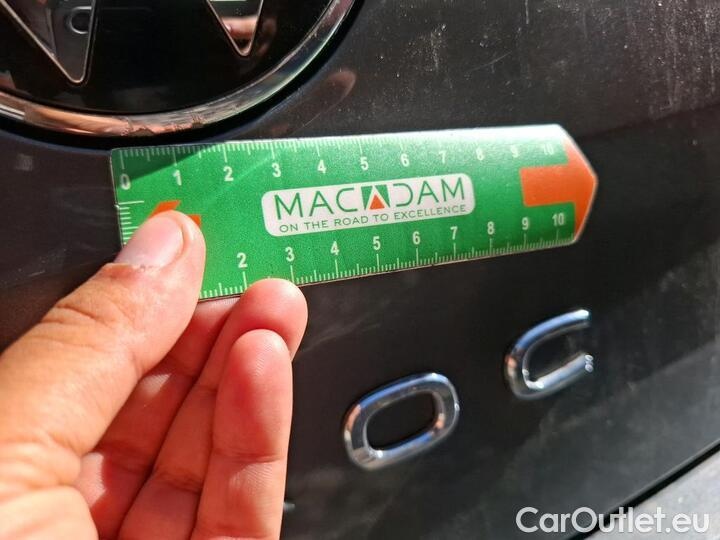 0 1 2 3 4 5 6 7 8 9 10
MACADAM
ON THE ROAD TO EXCELLENCE
2 3 4 5 6 7 8 9 10
O C
CarOutlet.eu